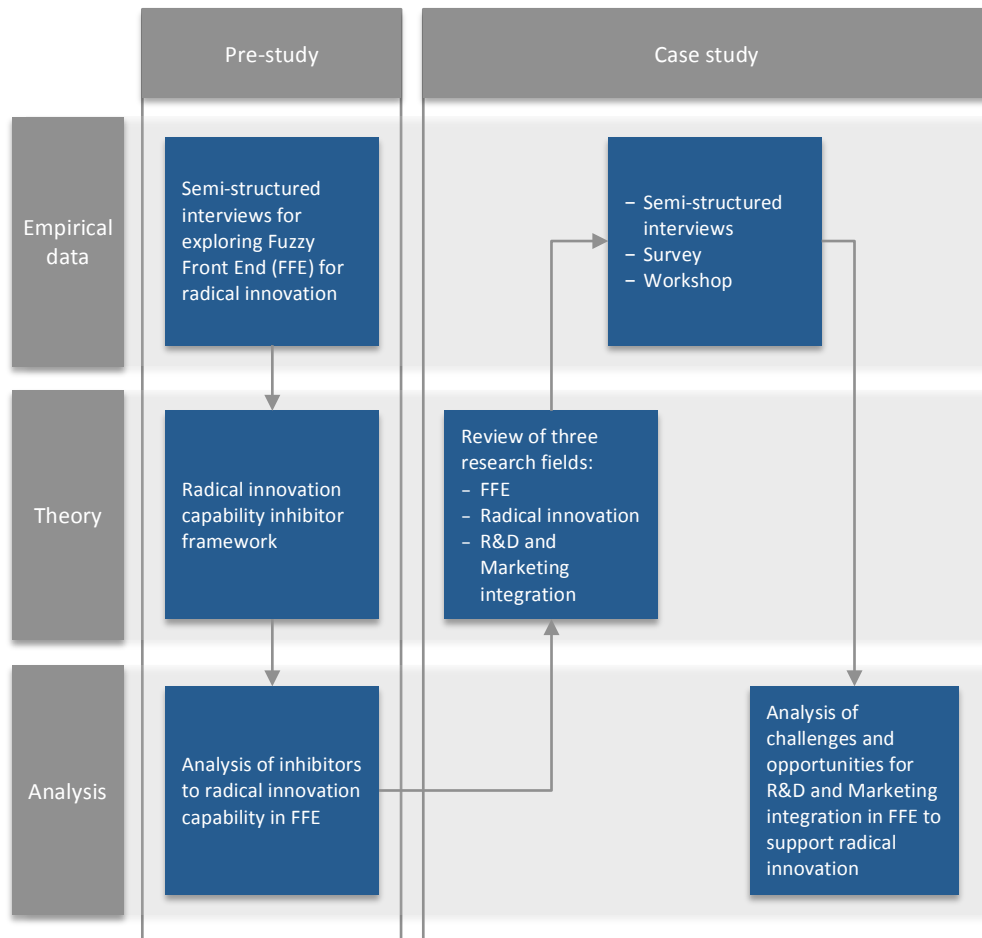 Pre-study
Case study
Empirical
data
Semi-structured
interviews for
exploring Fuzzy
Front End (FFE) for
radical innovation
– Semi-structured
interviews
– Survey
– Workshop
Theory
Radical innovation
capability inhibitor
framework
Review of three
research fields:
– FFE
– Radical innovation
– R&D and
Marketing
integration
Analysis
Analysis of inhibitors
to radical innovation
capability in FFE
Analysis of
challenges and
opportunities for
R&D and Marketing
integration in FFE to
support radical
innovation